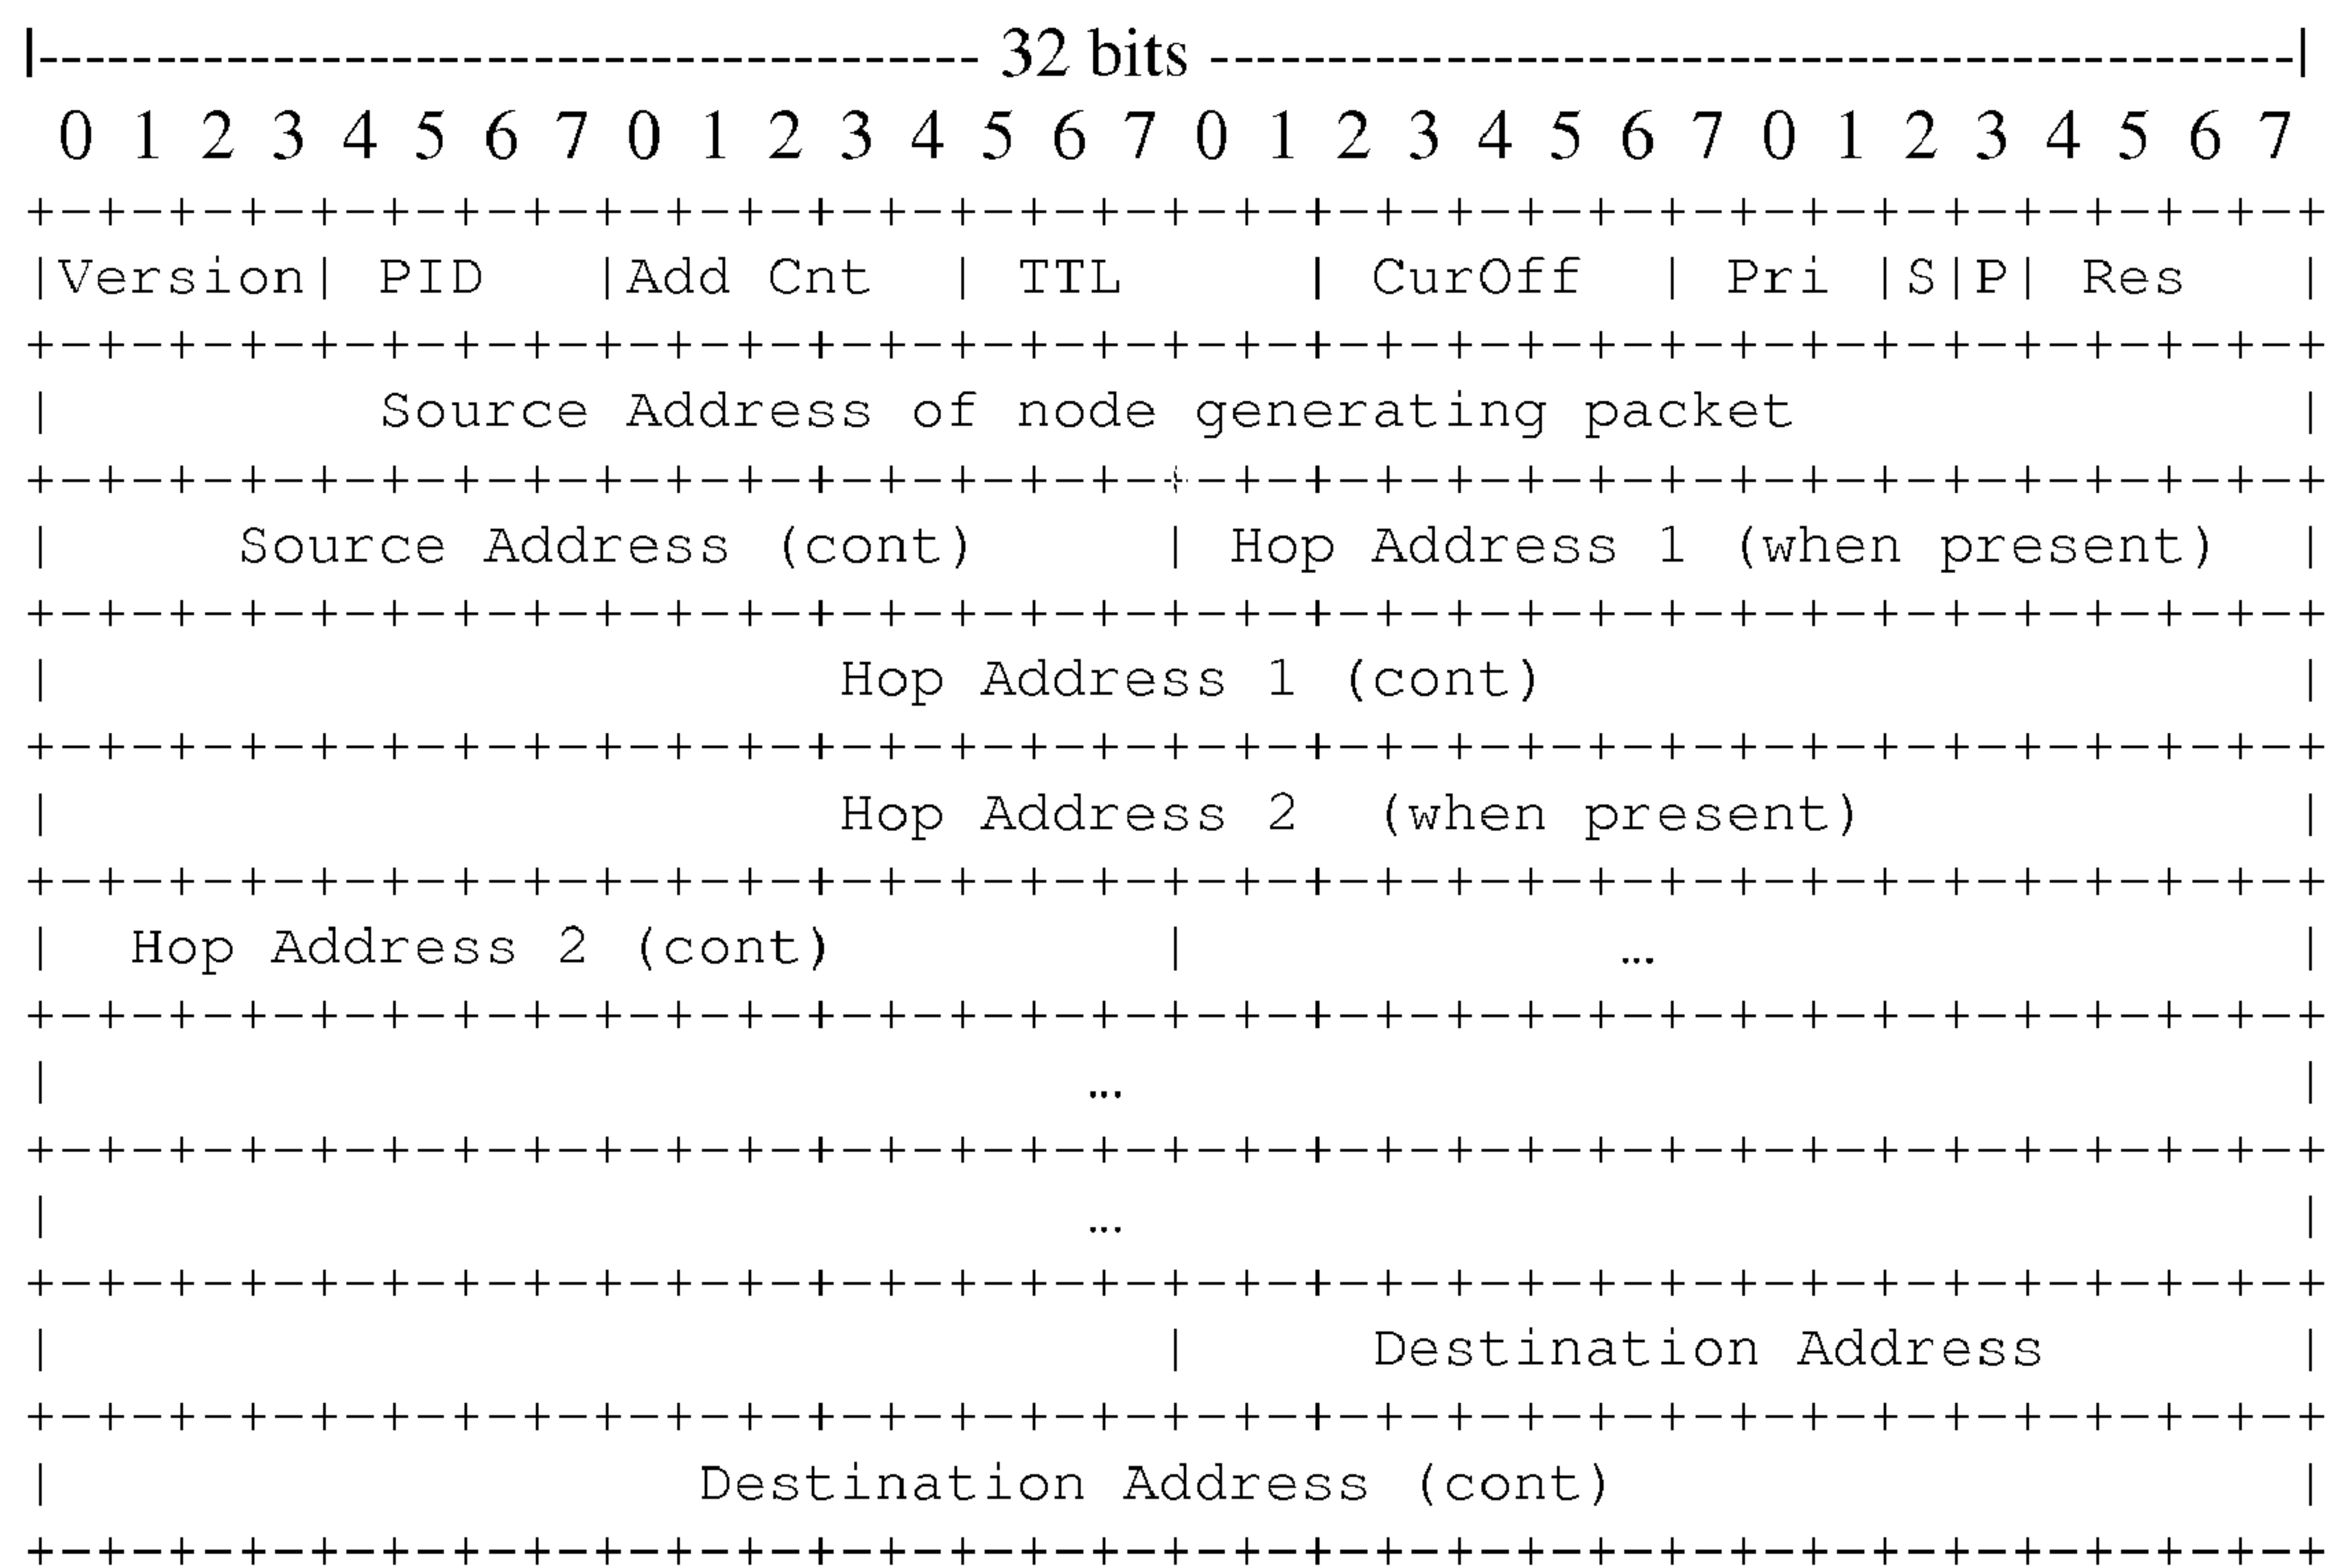 |---------------------------------------- 32 bits ----------------------------------------------|
0 1 2 3 4 5 6 7 0 1 2 3 4 5 6 7 0 1 2 3 4 5 6 7 0 1 2 3 4 5 6 7
+-+-+-+-+-+-+-+-+-+-+-+-+-+-+-+-+-+-+-+-+-+-+-+-+-+-+-+-+-+-+-+-+
|Version| PID   |Add Cnt  | TTL     | CurOff  | Pri |S|P| Res   |
+-+-+-+-+-+-+-+-+-+-+-+-+-+-+-+-+-+-+-+-+-+-+-+-+-+-+-+-+-+-+-+-+
|         Source Address of node generating packet              |
+-+-+-+-+-+-+-+-+-+-+-+-+-+-+-+-+-+-+-+-+-+-+-+-+-+-+-+-+-+-+-+-+
|     Source Address (cont)     | Hop Address 1 (when present)  |
+-+-+-+-+-+-+-+-+-+-+-+-+-+-+-+-+-+-+-+-+-+-+-+-+-+-+-+-+-+-+-+-+
|                      Hop Address 1 (cont)                     |
+-+-+-+-+-+-+-+-+-+-+-+-+-+-+-+-+-+-+-+-+-+-+-+-+-+-+-+-+-+-+-+-+
|                      Hop Address 2  (when present)            |
+-+-+-+-+-+-+-+-+-+-+-+-+-+-+-+-+-+-+-+-+-+-+-+-+-+-+-+-+-+-+-+-+
|  Hop Address 2 (cont)         |            …                  |
+-+-+-+-+-+-+-+-+-+-+-+-+-+-+-+-+-+-+-+-+-+-+-+-+-+-+-+-+-+-+-+-+
|                             …                                 |
+-+-+-+-+-+-+-+-+-+-+-+-+-+-+-+-+-+-+-+-+-+-+-+-+-+-+-+-+-+-+-+-+
|                             …                                 |
+-+-+-+-+-+-+-+-+-+-+-+-+-+-+-+-+-+-+-+-+-+-+-+-+-+-+-+-+-+-+-+-+
|                               |     Destination Address       |
+-+-+-+-+-+-+-+-+-+-+-+-+-+-+-+-+-+-+-+-+-+-+-+-+-+-+-+-+-+-+-+-+
|                  Destination Address (cont)                   |
+-+-+-+-+-+-+-+-+-+-+-+-+-+-+-+-+-+-+-+-+-+-+-+-+-+-+-+-+-+-+-+-+